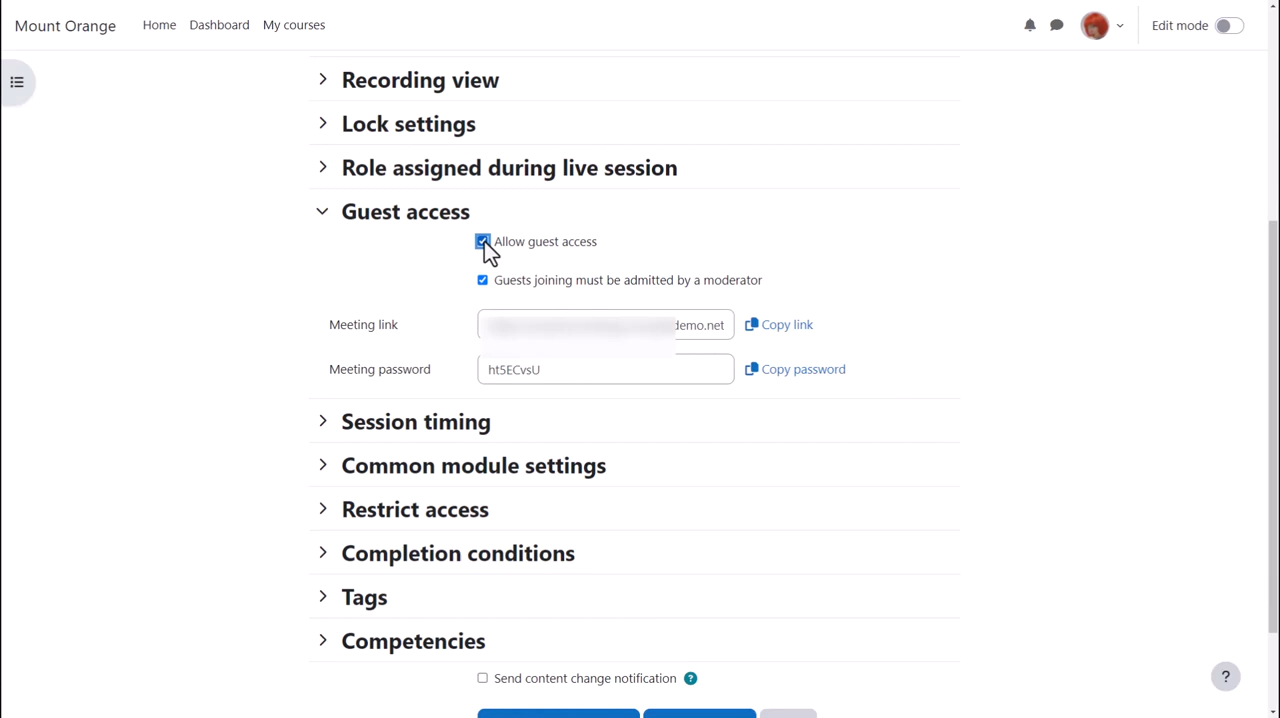 Mount Orange
Home
Dashboard
My courses
Edit mode
Recording view
Lock settings
Role assigned during live session
Guest access
Allow guest access
Guests joining must be admitted by a moderator
Meeting link
demo.net
Copy link
Meeting password
ht5ECvsU
Copy password
Session timing
Common module settings
Restrict access
Completion conditions
Tags
Competencies
Send content change notification ?
?